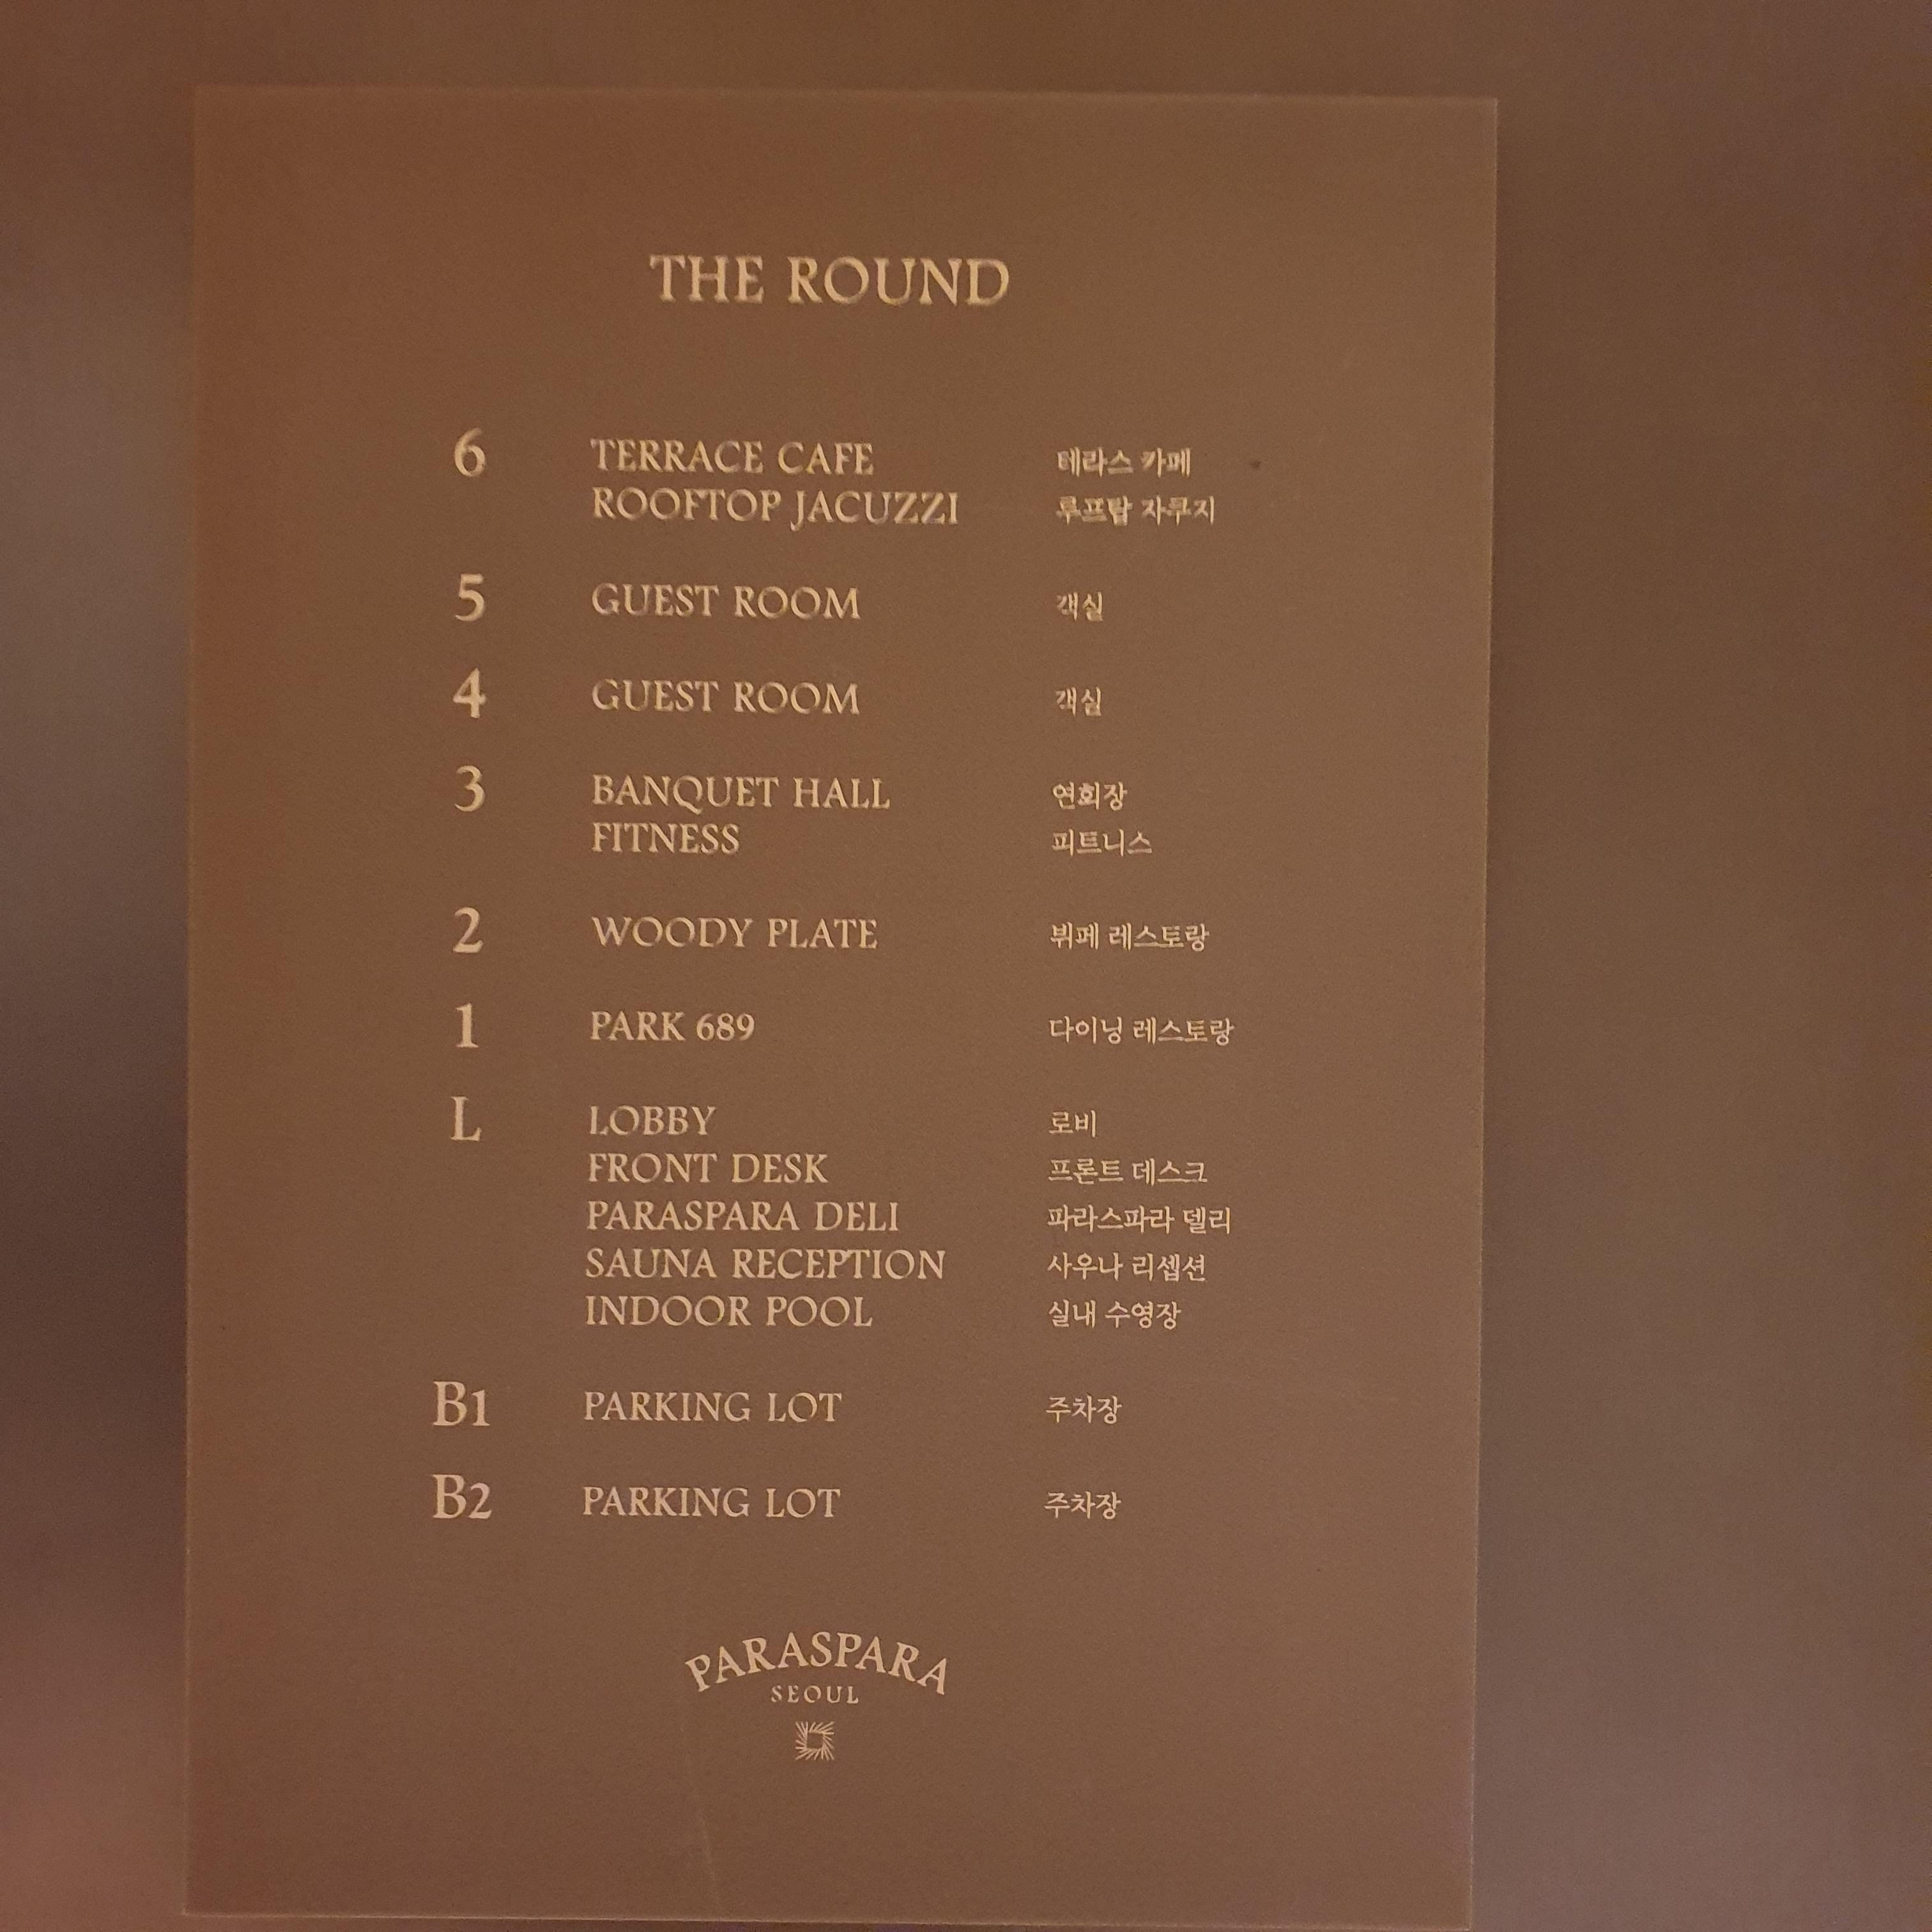 THE ROUND
6 TERRACE CAFE 테라스 카페
ROOFTOP JACUZZI 루프탑 자쿠지
5 GUEST ROOM 객실
4 GUEST ROOM 객실
3 BANQUET HALL 연회장
FITNESS 피트니스
2 WOODY PLATE 뷔페 레스토랑
1 PARK 689 다이닝 레스토랑
L LOBBY 로비
FRONT DESK 프론트 데스크
PARASPARA DELI 파라스파라 델리
SAUNA RECEPTION 사우나 리셉션
INDOOR POOL 실내 수영장
B1 PARKING LOT 주차장
B2 PARKING LOT 주차장
PARASPARA
SEOUL